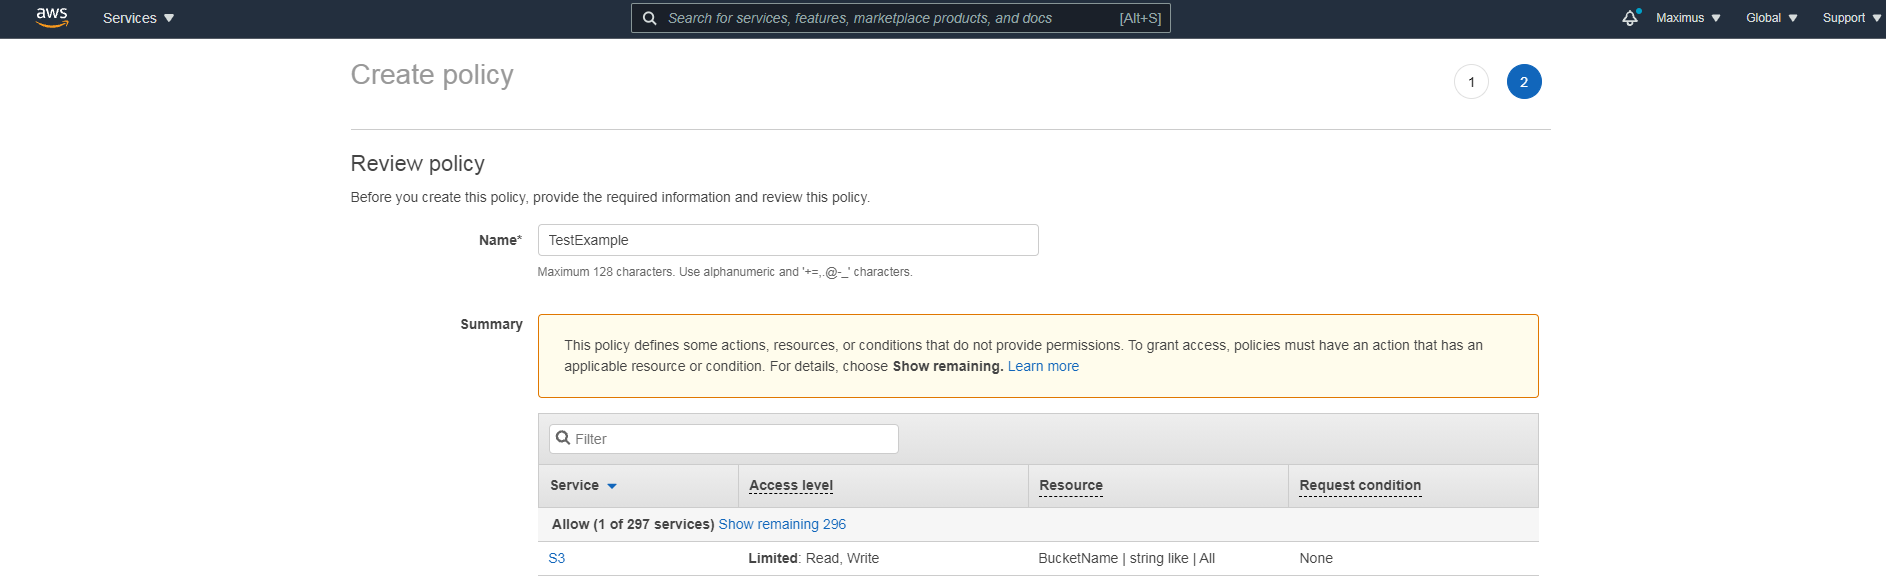 aws Services Search for services, features, marketplace products, and docs [Alt+S] Maximus Global Support
Create policy 1 2
Review policy
Before you create this policy, provide the required information and review this policy.
Name* TestExample
Maximum 128 characters. Use alphanumeric and '+=,.@-_' characters.
Summary
This policy defines some actions, resources, or conditions that do not provide permissions. To grant access, policies must have an action that has an
applicable resource or condition. For details, choose Show remaining. Learn more
Filter
Service Access level Resource Request condition
Allow (1 of 297 services) Show remaining 296
S3 Limited: Read, Write BucketName | string like | All None